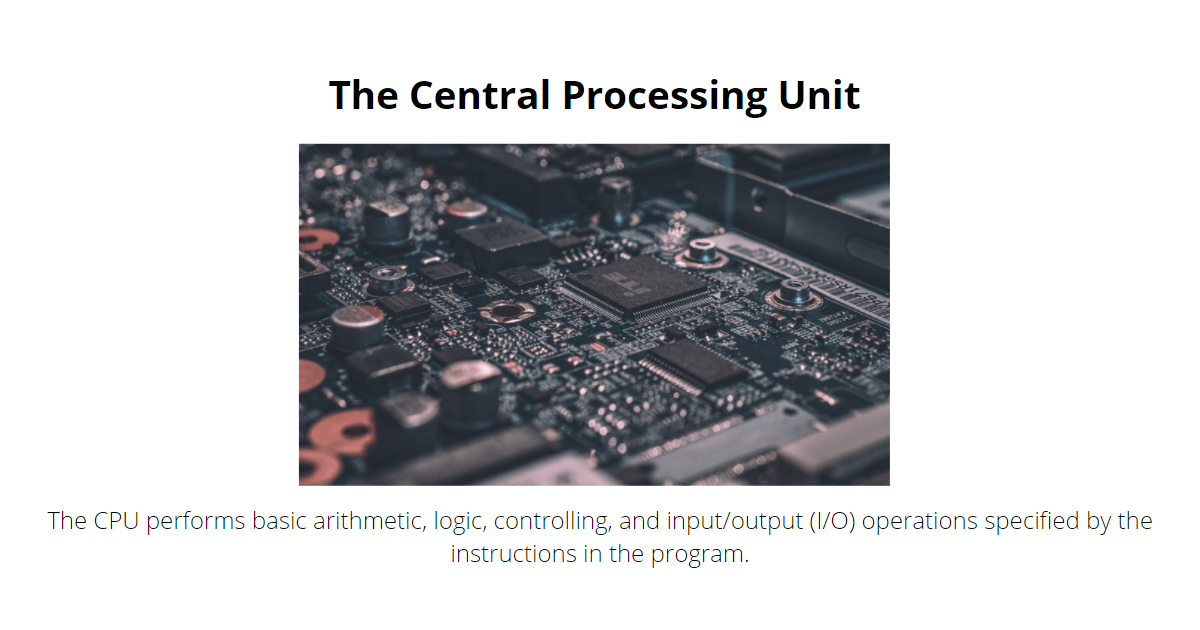 The Central Processing Unit
The CPU performs basic arithmetic, logic, controlling, and input/output (I/O) operations specified by the
instructions in the program.